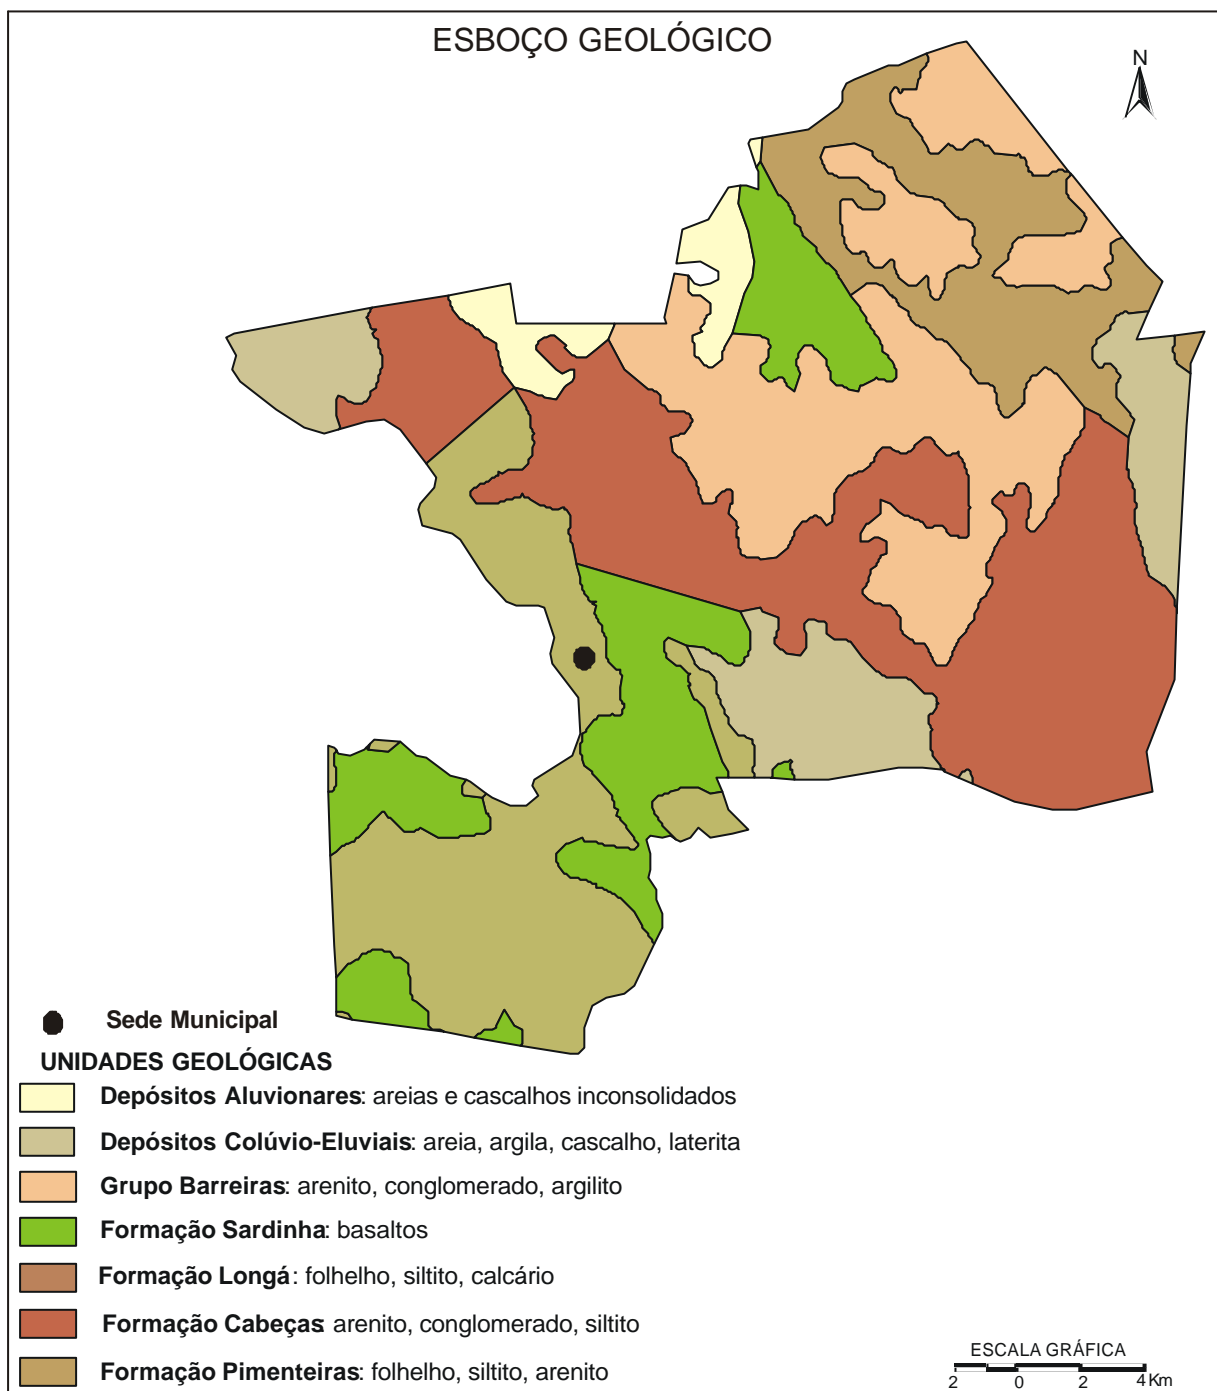 ESBOÇO GEOLÓGICO
N
Sede Municipal
UNIDADES GEOLÓGICAS
Depósitos Aluvionares: areias e cascalhos inconsolidados
Depósitos Colúvio-Eluviais: areia, argila, cascalho, laterita
Grupo Barreiras: arenito, conglomerado, argilito
Formação Sardinha: basaltos
Formação Longá: folhelho, siltito, calcário
Formação Cabeças: arenito, conglomerado, siltito
Formação Pimenteiras: folhelho, siltito, arenito
ESCALA GRÁFICA
2 0 2 4 Km